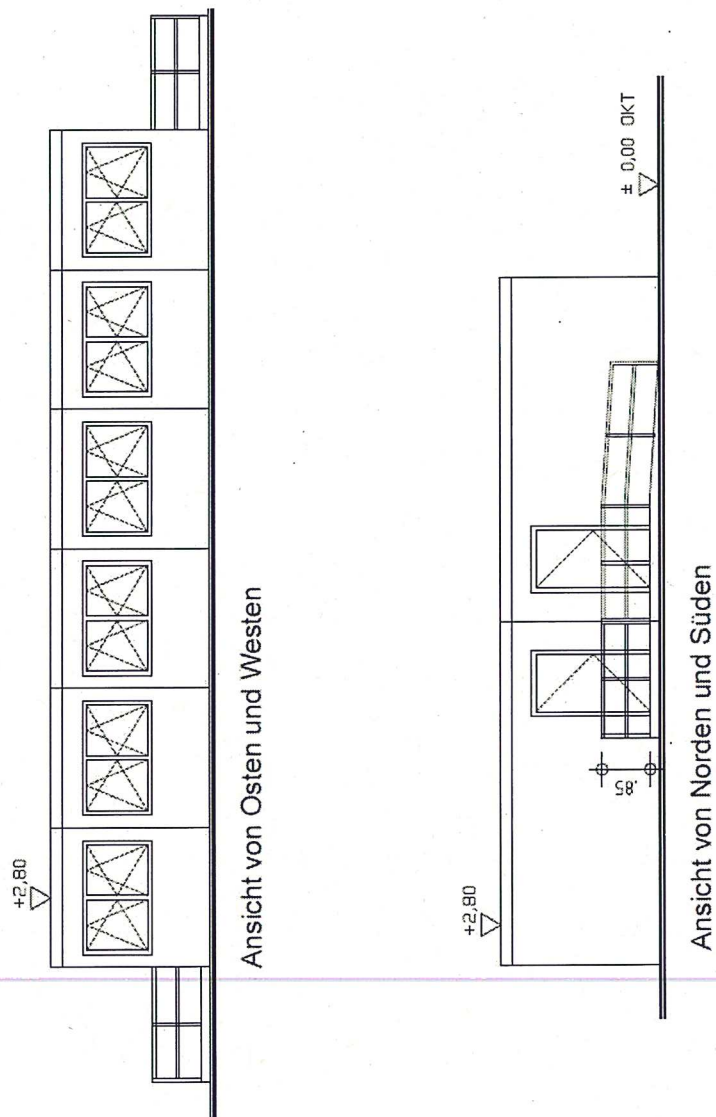 +2,80
Ansicht von Osten und Westen
+2,80
± 0,00 OKT
.85
Ansicht von Norden und Süden